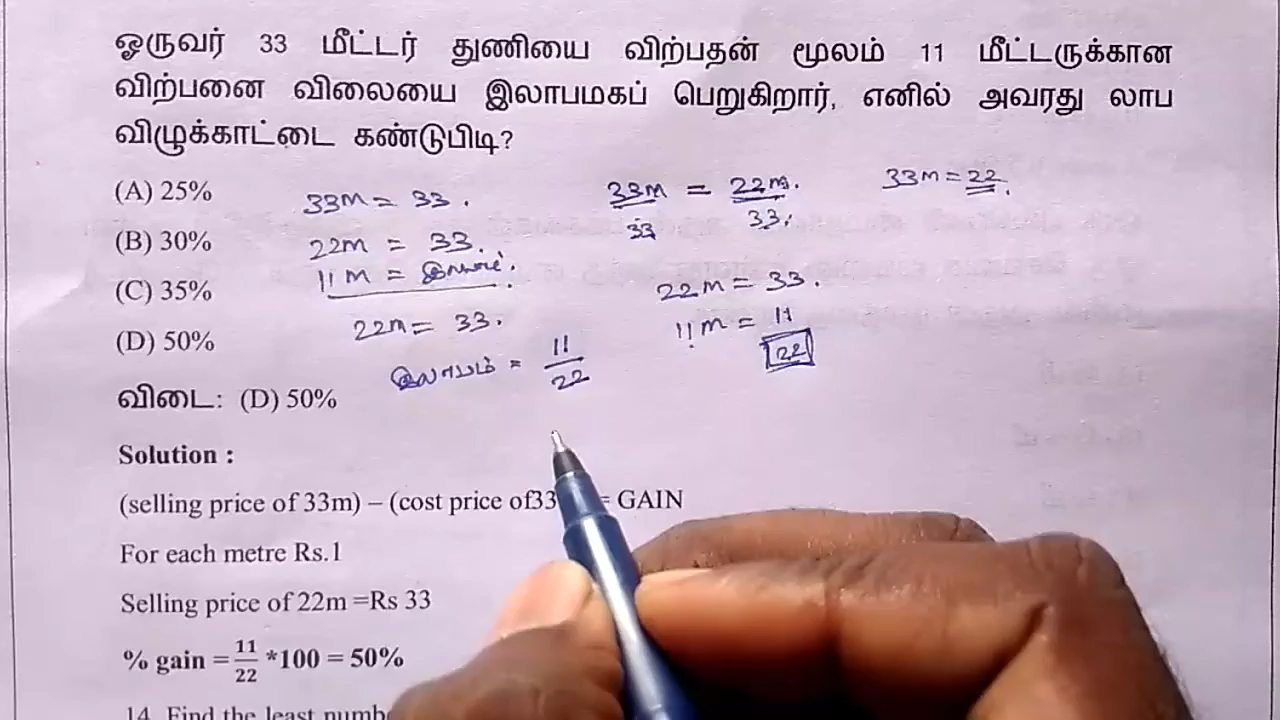 ஓருவர் 33 மீட்டர் துணியை விற்பதன் மூலம் 11 மீட்டருக்கான
விற்பனை விலையை இலாபமகப் பெறுகிறார், எனில் அவரது லாப
விழுக்காட்டை கண்டுபிடி?
(A) 25%
(B) 30%
(C) 35%
(D) 50%
33m = 33.
22m = 33.
11m = இலாபம்.
22m = 33.
இலாபம் = 11/22
33m = 22m.
33 33.
22m = 33.
11m = 11
22
33m = 22.
விடை: (D) 50%
Solution :
(selling price of 33m) – (cost price of33 = GAIN
For each metre Rs.1
Selling price of 22m =Rs 33
% gain = 11/22 *100 = 50%
14. Find the least